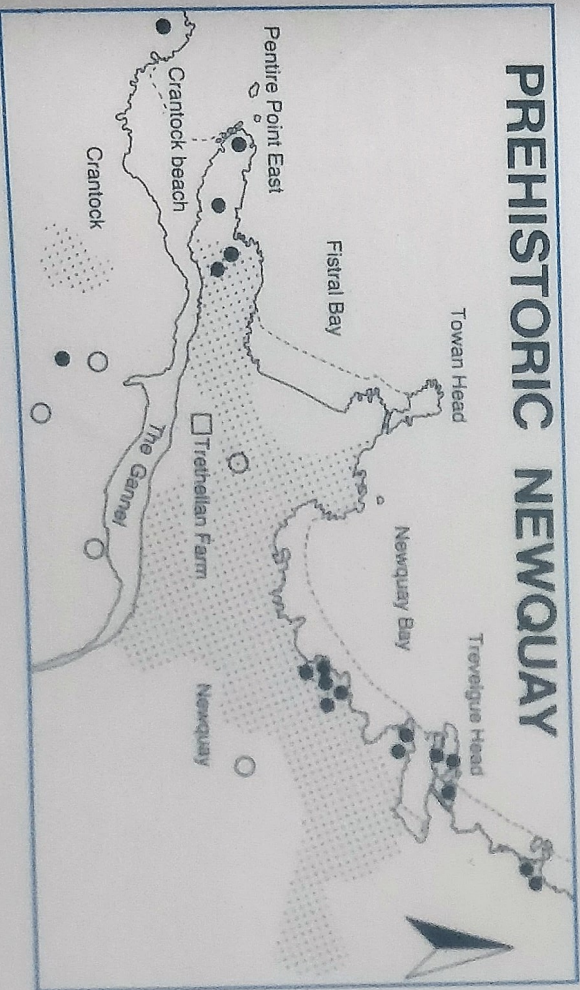 PREHISTORIC NEWQUAY
Towan Head
Trevelgue Head
Fistral Bay
Newquay Bay
Pentire Point East
Crantock beach
Trethellan Farm
Newquay
Crantock
The Gannel